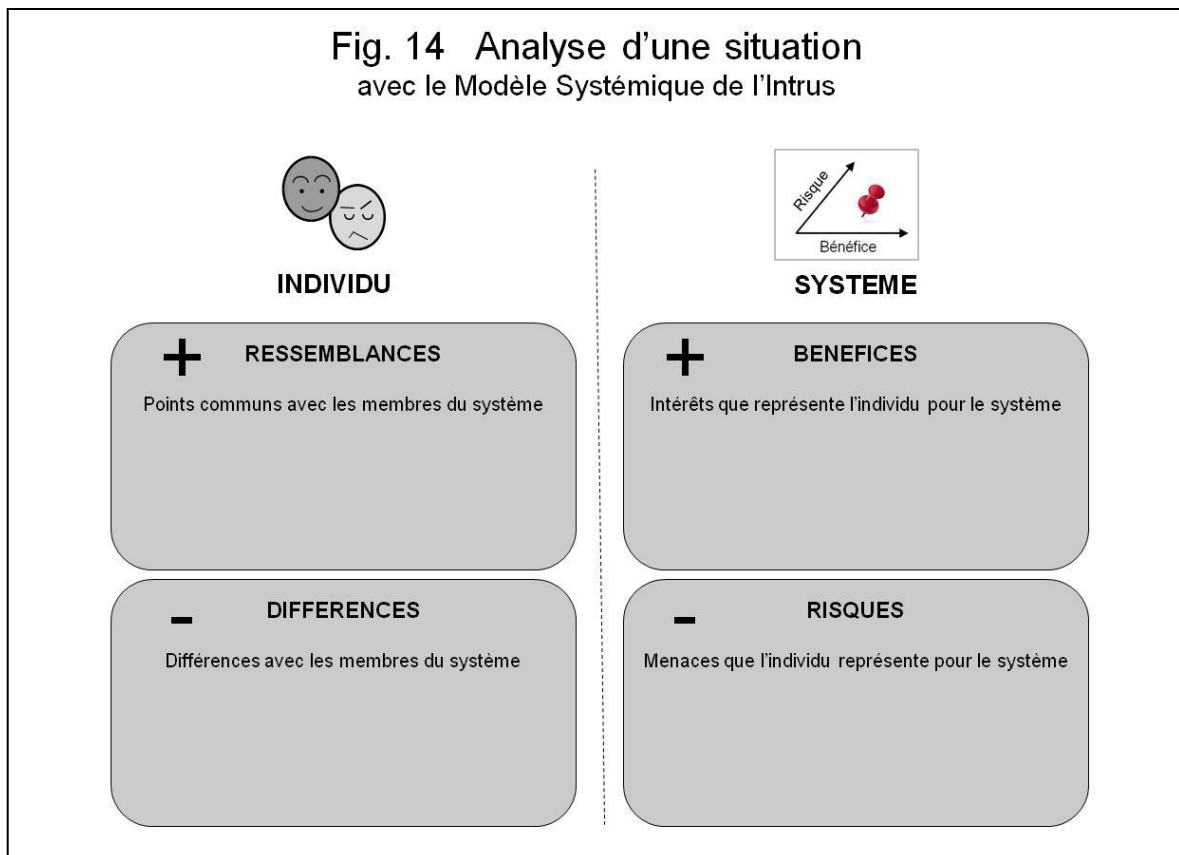 Fig. 14 Analyse d'une situation
avec le Modèle Systémique de l'Intrus
INDIVIDU
+ RESSEMBLANCES
Points communs avec les membres du système
- DIFFERENCES
Différences avec les membres du système
Risque
Bénéfice
SYSTEME
+ BENEFICES
Intérêts que représente l'individu pour le système
- RISQUES
Menaces que l'individu représente pour le système